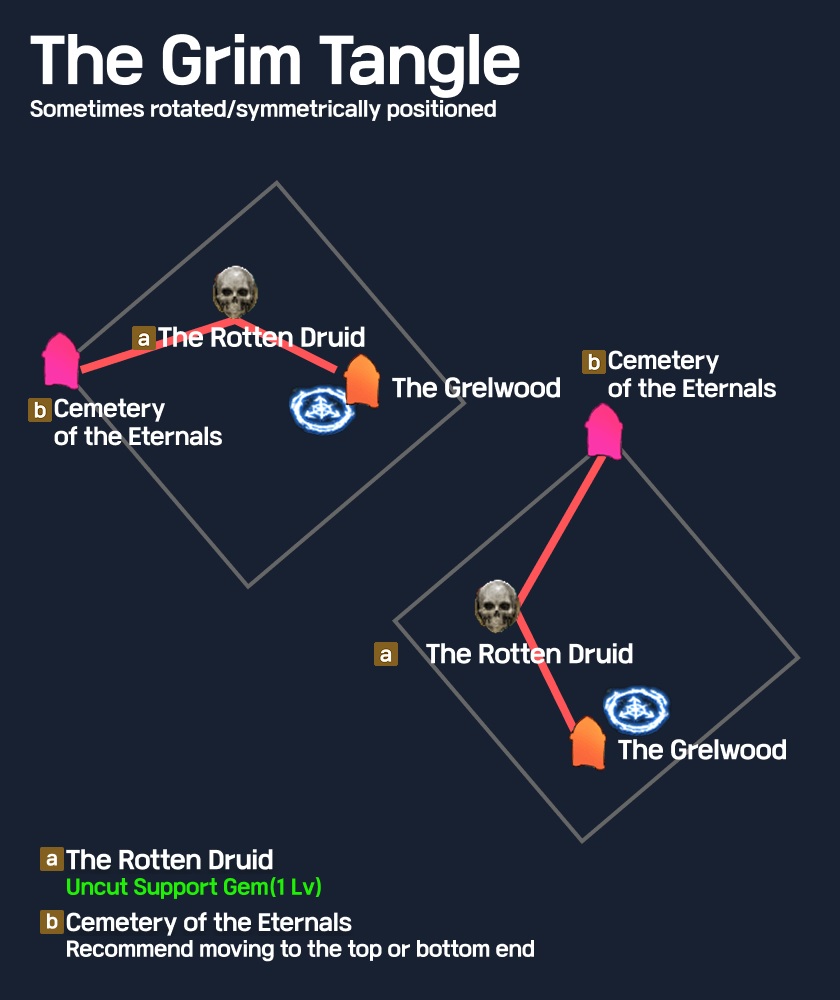 The Grim Tangle
Sometimes rotated/symmetrically positioned
a The Rotten Druid
The Grelwood
b Cemetery
of the Eternals
b Cemetery
of the Eternals
a The Rotten Druid
The Grelwood
a The Rotten Druid
Uncut Support Gem(1 Lv)
b Cemetery of the Eternals
Recommend moving to the top or bottom end